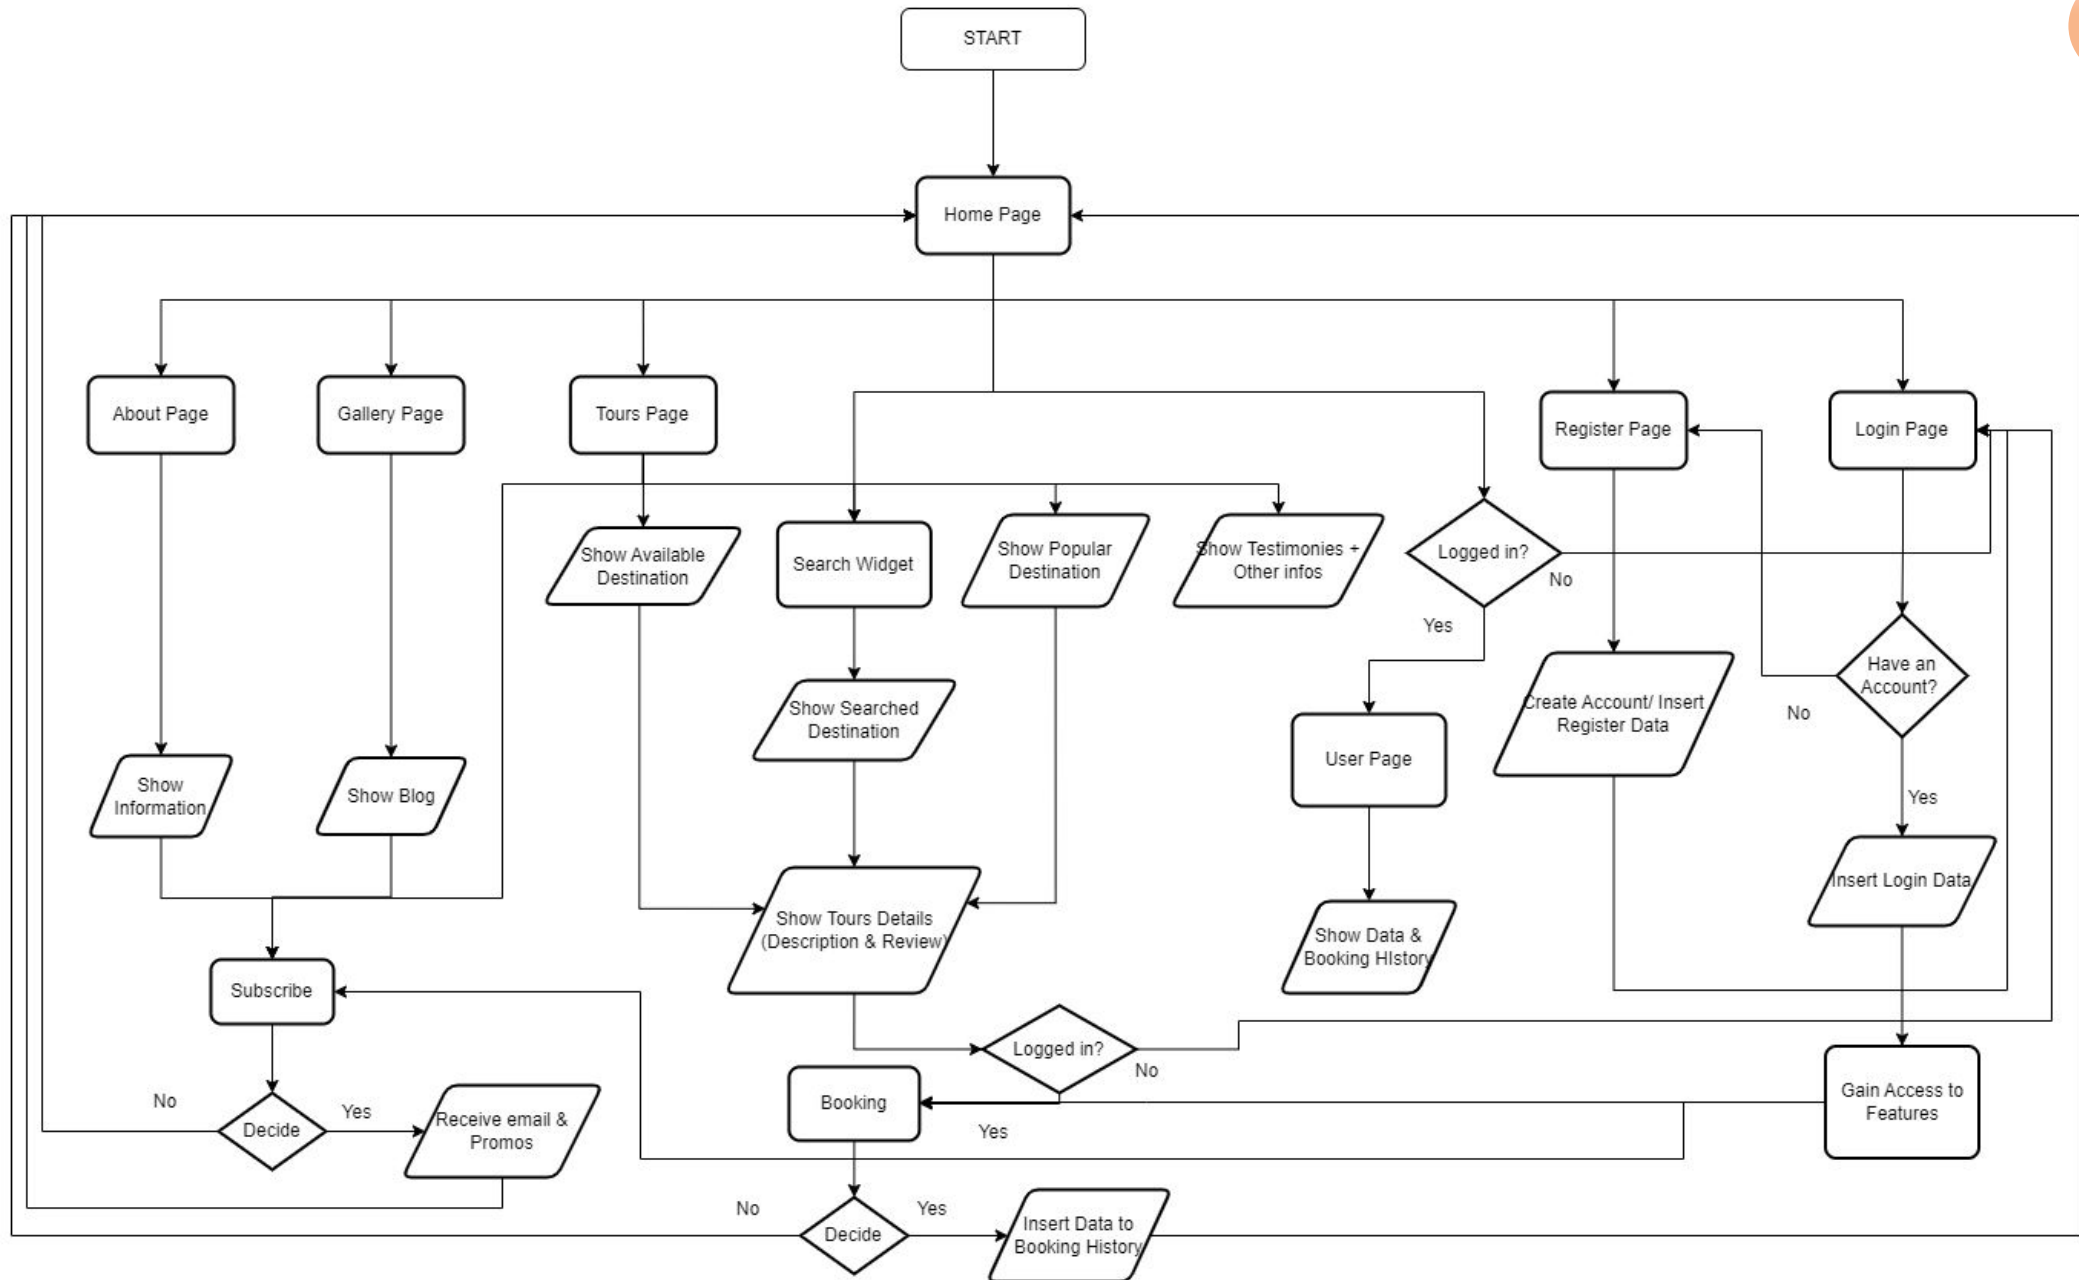 START
Home Page
About Page
Gallery Page
Tours Page
Register Page
Login Page
Show Available
Destination
Search Widget
Show Popular
Destination
Show Testimonies +
Other infos
Logged in?
No
Yes
Have an
Account?
No
Yes
Show Searched
Destination
Create Account/ Insert
Register Data
User Page
Show
Information
Show Blog
Insert Login Data
Show Tours Details
(Description & Review)
Show Data &
Booking HIstory
Subscribe
Logged in?
No
Yes
Booking
Gain Access to
Features
No
Decide
Yes
Receive email &
Promos
No
Decide
Yes
Insert Data to
Booking History